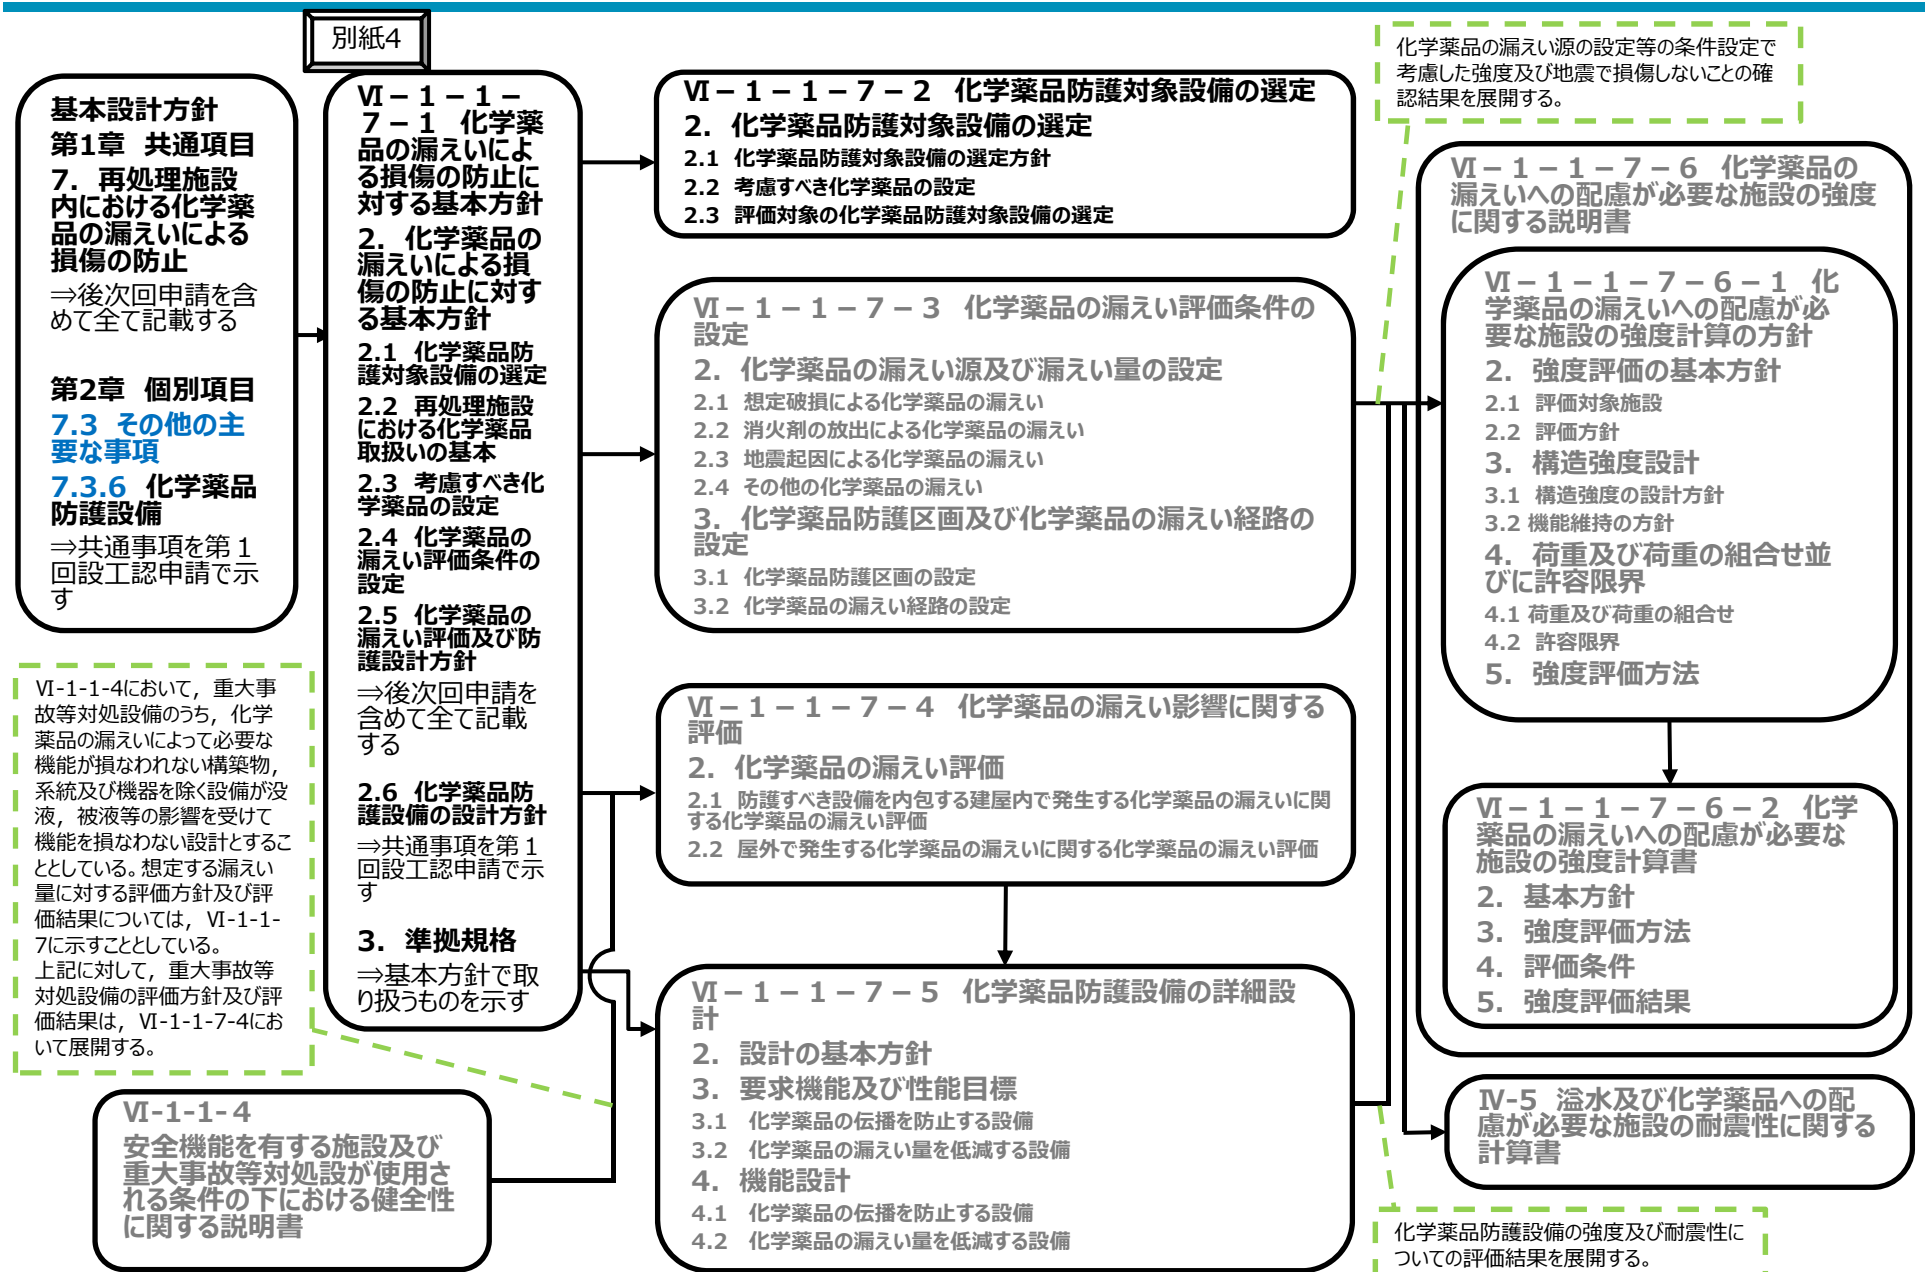 別紙4
基本設計方針
第1章 共通項目
7. 再処理施設
内における化学薬
品の漏えいによる
損傷の防止
⇒後次回申請を含
めて全て記載する
第2章 個別項目
7.3 その他の主
要な事項
7.3.6 化学薬品
防護設備
⇒共通事項を第1
回設工認申請で示
す
Ⅵ－1－1－
7－1 化学薬
品の漏えいによ
る損傷の防止に
対する基本方針
2. 化学薬品の
漏えいによる損
傷の防止に対す
る基本方針
2.1 化学薬品防
護対象設備の選定
2.2 再処理施設
における化学薬品
取扱いの基本
2.3 考慮すべき化
学薬品の設定
2.4 化学薬品の
漏えい評価条件の
設定
2.5 化学薬品の
漏えい評価及び防
護設計方針
⇒後次回申請を
含めて全て記載
する
2.6 化学薬品防
護設備の設計方針
⇒共通事項を第1
回設工認申請で示
す
3. 準拠規格
⇒基本方針で取
り扱うものを示す
Ⅵ－1－1－7－2 化学薬品防護対象設備の選定
2. 化学薬品防護対象設備の選定
2.1 化学薬品防護対象設備の選定方針
2.2 考慮すべき化学薬品の設定
2.3 評価対象の化学薬品防護対象設備の選定
Ⅵ－1－1－7－3 化学薬品の漏えい評価条件の
設定
2. 化学薬品の漏えい源及び漏えい量の設定
2.1 想定破損による化学薬品の漏えい
2.2 消火剤の放出による化学薬品の漏えい
2.3 地震起因による化学薬品の漏えい
2.4 その他の化学薬品の漏えい
3. 化学薬品防護区画及び化学薬品の漏えい経路の
設定
3.1 化学薬品防護区画の設定
3.2 化学薬品の漏えい経路の設定
Ⅵ－1－1－7－4 化学薬品の漏えい影響に関する
評価
2. 化学薬品の漏えい評価
2.1 防護すべき設備を内包する建屋内で発生する化学薬品の漏えいに関
する化学薬品の漏えい評価
2.2 屋外で発生する化学薬品の漏えいに関する化学薬品の漏えい評価
Ⅵ－1－1－7－5 化学薬品防護設備の詳細設
計
2. 設計の基本方針
3. 要求機能及び性能目標
3.1 化学薬品の伝播を防止する設備
3.2 化学薬品の漏えい量を低減する設備
4. 機能設計
4.1 化学薬品の伝播を防止する設備
4.2 化学薬品の漏えい量を低減する設備
化学薬品の漏えい源の設定等の条件設定で
考慮した強度及び地震で損傷しないことの確
認結果を展開する。
Ⅵ－1－1－7－6 化学薬品の
漏えいへの配慮が必要な施設の強度
に関する説明書
Ⅵ－1－1－7－6－1 化
学薬品の漏えいへの配慮が必
要な施設の強度計算の方針
2. 強度評価の基本方針
2.1 評価対象施設
2.2 評価方針
3. 構造強度設計
3.1 構造強度の設計方針
3.2 機能維持の方針
4. 荷重及び荷重の組合せ並
びに許容限界
4.1 荷重及び荷重の組合せ
4.2 許容限界
5. 強度評価方法
Ⅵ－1－1－7－6－2 化学
薬品の漏えいへの配慮が必要な
施設の強度計算書
2. 基本方針
3. 強度評価方法
4. 評価条件
5. 強度評価結果
Ⅳ-5 溢水及び化学薬品への配
慮が必要な施設の耐震性に関する
計算書
化学薬品防護設備の強度及び耐震性に
ついての評価結果を展開する。
Ⅵ-1-1-4において，重大事
故等対処設備のうち，化学
薬品の漏えいによって必要な
機能が損なわれない構築物，
系統及び機器を除く設備が没
液，被液等の影響を受けて
機能を損なわない設計とするこ
ととしている。想定する漏えい
量に対する評価方針及び評
価結果については，Ⅵ-1-1-
7に示すこととしている。
上記に対して，重大事故等
対処設備の評価方針及び評
価結果は，Ⅵ-1-1-7-4にお
いて展開する。
Ⅵ-1-1-４
安全機能を有する施設及び
重大事故等対処設が使用さ
れる条件の下における健全性
に関する説明書